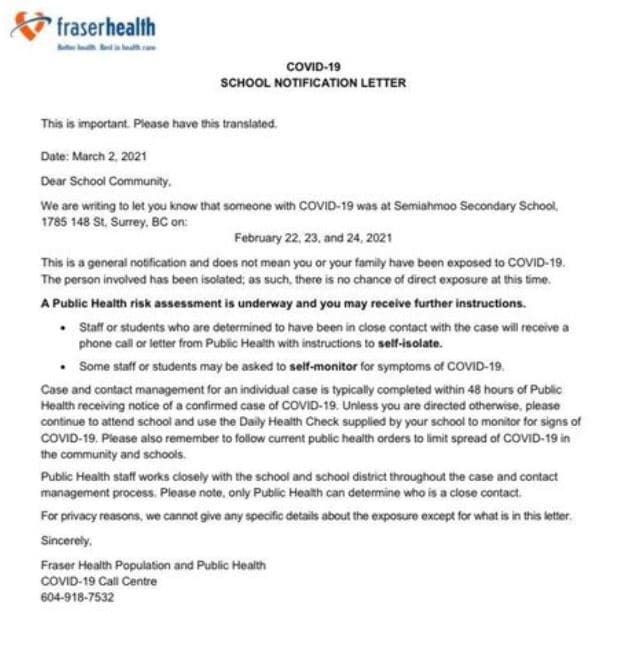 fraserhealth
Better health. Best in health care.
COVID-19
SCHOOL NOTIFICATION LETTER
This is important. Please have this translated.
Date: March 2, 2021
Dear School Community,
We are writing to let you know that someone with COVID-19 was at Semiahmoo Secondary School,
1785 148 St, Surrey, BC on:
February 22, 23, and 24, 2021
This is a general notification and does not mean you or your family have been exposed to COVID-19.
The person involved has been isolated; as such, there is no chance of direct exposure at this time.
A Public Health risk assessment is underway and you may receive further instructions.
• Staff or students who are determined to have been in close contact with the case will receive a
phone call or letter from Public Health with instructions to self-isolate.
• Some staff or students may be asked to self-monitor for symptoms of COVID-19.
Case and contact management for an individual case is typically completed within 48 hours of Public
Health receiving notice of a confirmed case of COVID-19. Unless you are directed otherwise, please
continue to attend school and use the Daily Health Check supplied by your school to monitor for signs of
COVID-19. Please also remember to follow current public health orders to limit spread of COVID-19 in
the community and schools.
Public Health staff works closely with the school and school district throughout the case and contact
management process. Please note, only Public Health can determine who is a close contact.
For privacy reasons, we cannot give any specific details about the exposure except for what is in this letter.
Sincerely,
Fraser Health Population and Public Health
COVID-19 Call Centre
604-918-7532